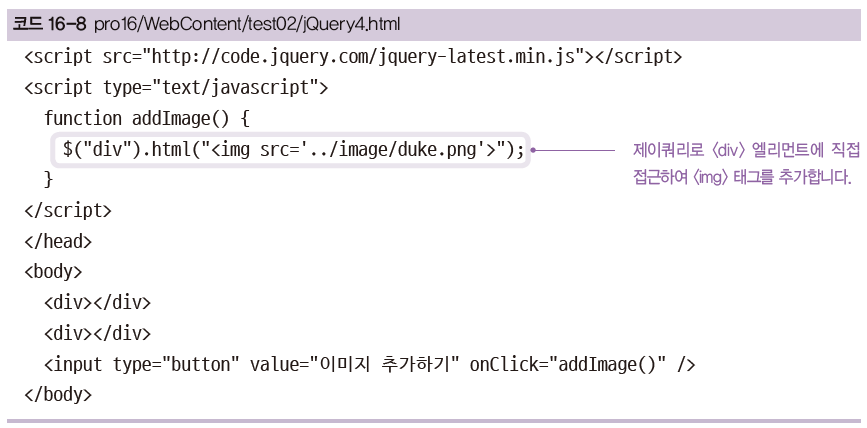 코드 16-8 pro16/WebContent/test02/jQuery4.html
<script src="http://code.jquery.com/jquery-latest.min.js"></script>
<script type="text/javascript">
function addImage() {
$("div").html("<img src='../image/duke.png'>");
제이쿼리로 <div> 엘리먼트에 직접
접근하여 <img> 태그를 추가합니다.
}
</script>
</head>
<body>
<div></div>
<div></div>
<input type="button" value="이미지 추가하기" onClick="addImage()" />
</body>